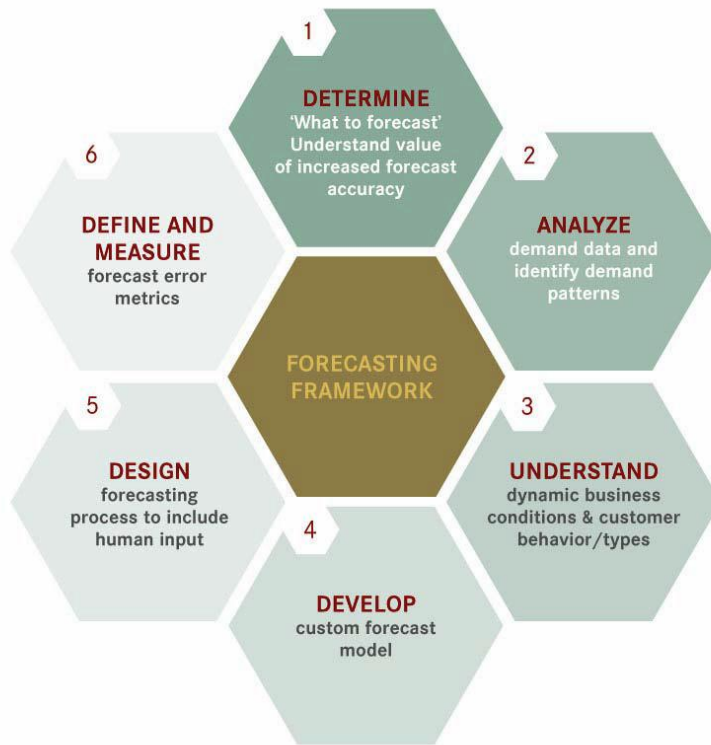 1
DETERMINE
‘What to forecast’
Understand value
of increased forecast
accuracy
2
ANALYZE
demand data and
identify demand
patterns
3
UNDERSTAND
dynamic business
conditions & customer
behavior/types
4
DEVELOP
custom forecast
model
5
DESIGN
forecasting
process to include
human input
6
DEFINE AND
MEASURE
forecast error
metrics
FORECASTING
FRAMEWORK